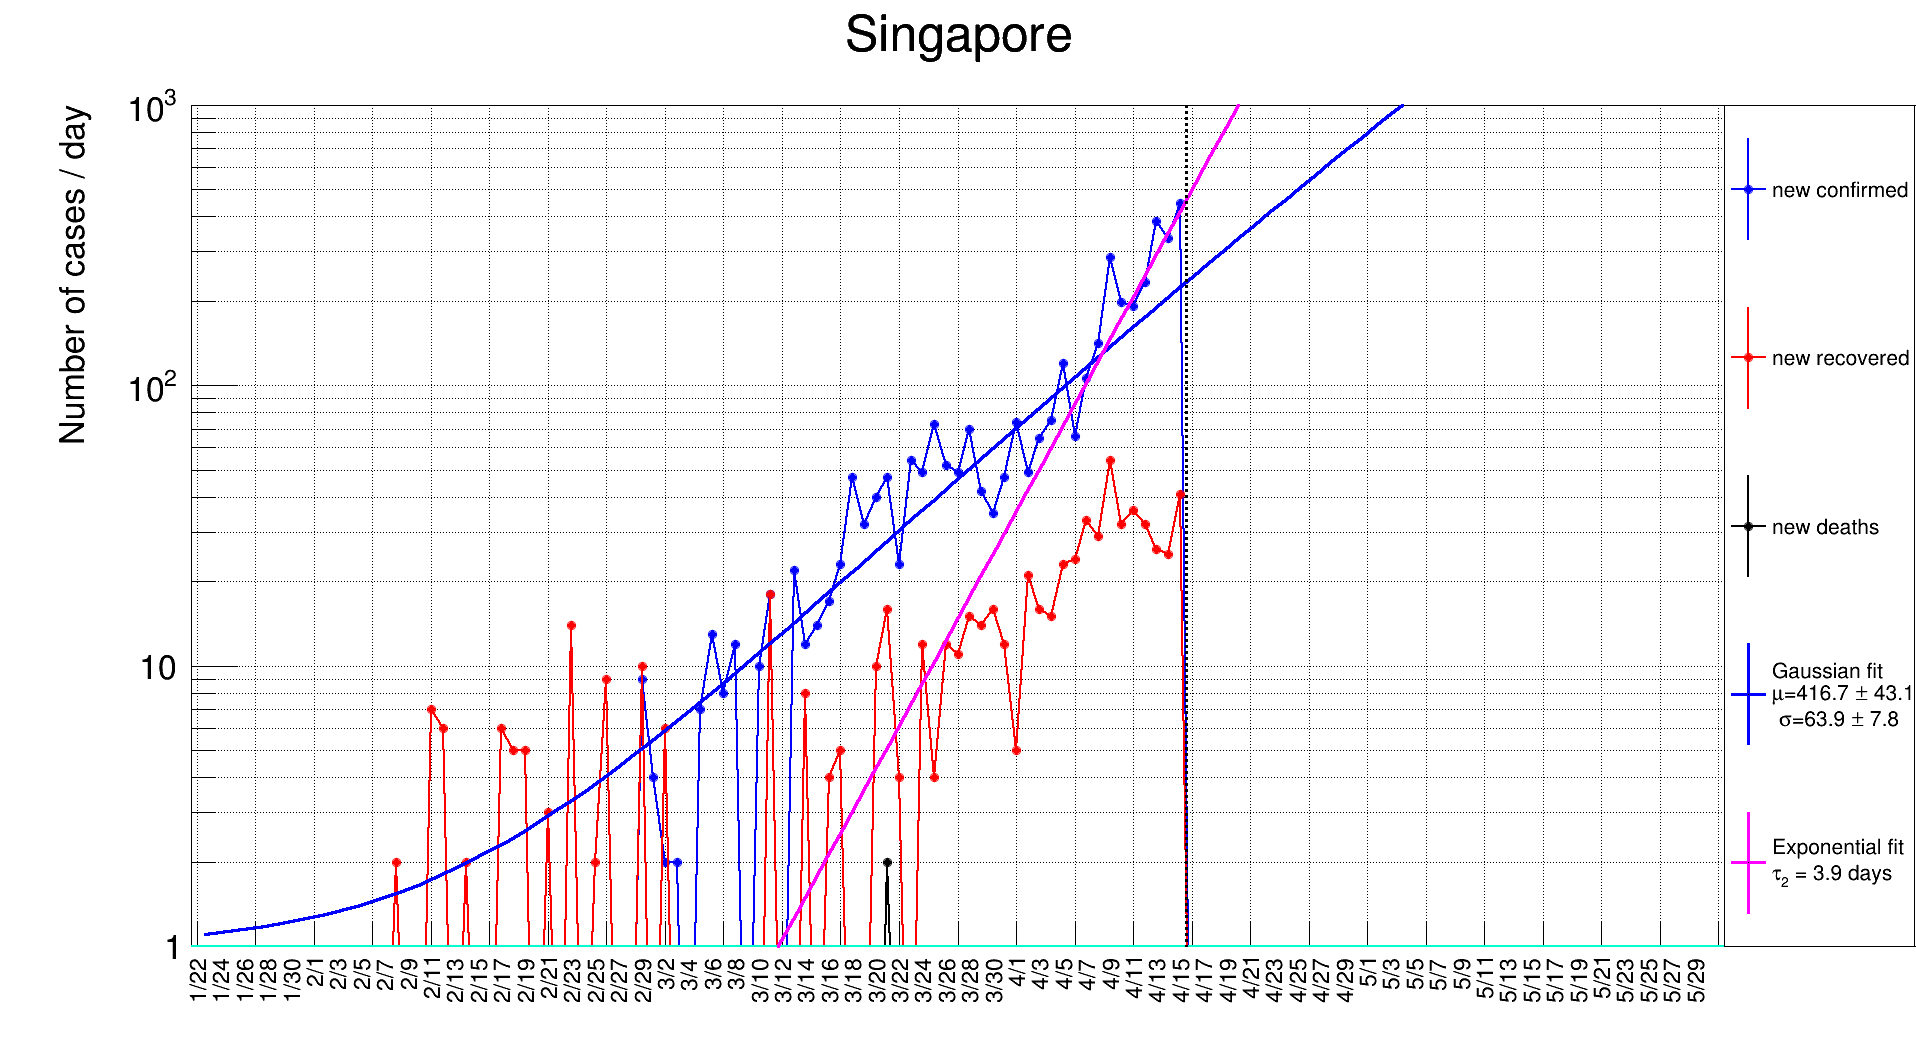 Singapore
Number of cases / day
10³
10²
10
1
1/22 1/24 1/26 1/28 1/30 2/1 2/3 2/5 2/7 2/9 2/11 2/13 2/15 2/17 2/19 2/21 2/23 2/25 2/27 2/29 3/2 3/4 3/6 3/8 3/10 3/12 3/14 3/16 3/18 3/20 3/22 3/24 3/26 3/28 3/30 4/1 4/3 4/5 4/7 4/9 4/11 4/13 4/15 4/17 4/19 4/21 4/23 4/25 4/27 4/29 5/1 5/3 5/5 5/7 5/9 5/11 5/13 5/15 5/17 5/19 5/21 5/23 5/25 5/27 5/29
new confirmed
new recovered
new deaths
Gaussian fit
μ=416.7 ± 43.1
σ=63.9 ± 7.8
Exponential fit
τ₂ = 3.9 days